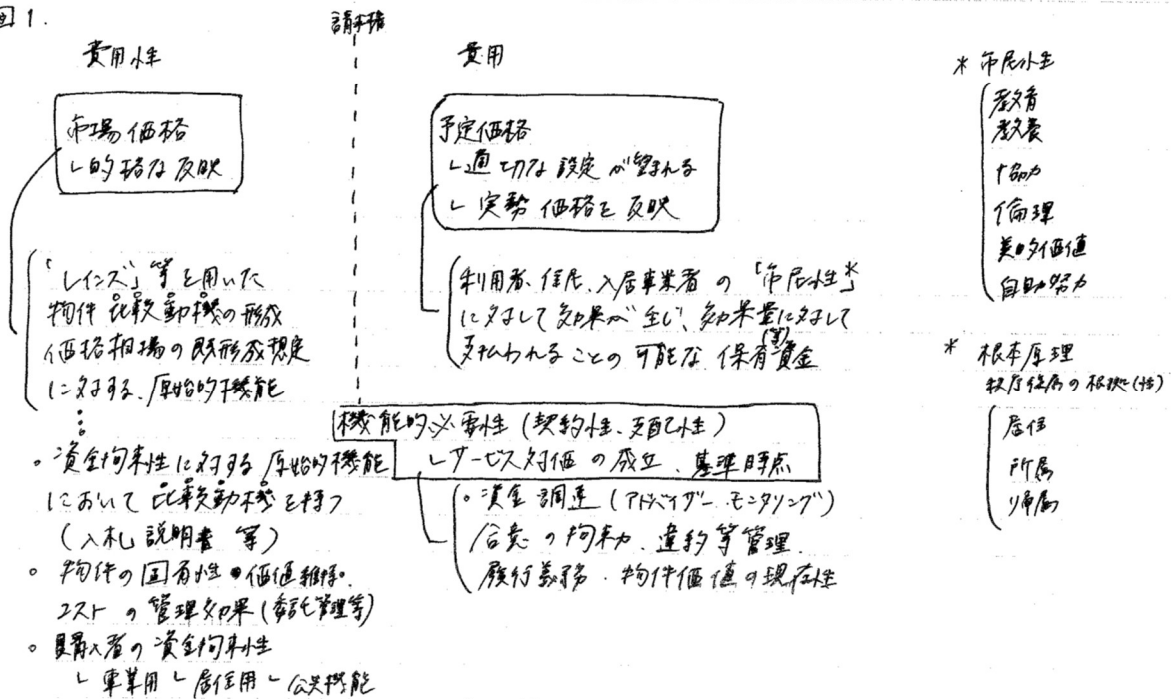 図1.
請求権
費用性
市場価格
└的格な反映
「レインズ」等を用いた
物件比較動機の形成
価格相場の既形成想定
に対する、原始的機能
。資金拘束性に対する原始的機能
において比較動機を持つ
(入札説明書 等)
。物件の固有性・価値維持・
コストの管理効果(委託管理等)
。購入者の資金拘束性
└事業用└居住用└公共機能
費用
予定価格
└適切な設定が望まれる
└実勢価格を反映
利用者、住民、入居事業者の「市民性*」
に対して効果が生じ、効果量に対して
支払われることの可能な保有資金(等)
機能的必要性(契約性、支配性)
└サービス対価の成立、基準時点
。資金調達(アドバイザー、モニタリング)
合意の拘束力、違約等管理、
履行義務・物件価値の現在性
* 市民性
教育
教養
協力
倫理
美的価値
自助努力
* 根本原理
帰属の根拠(性)
居住
所属
帰属